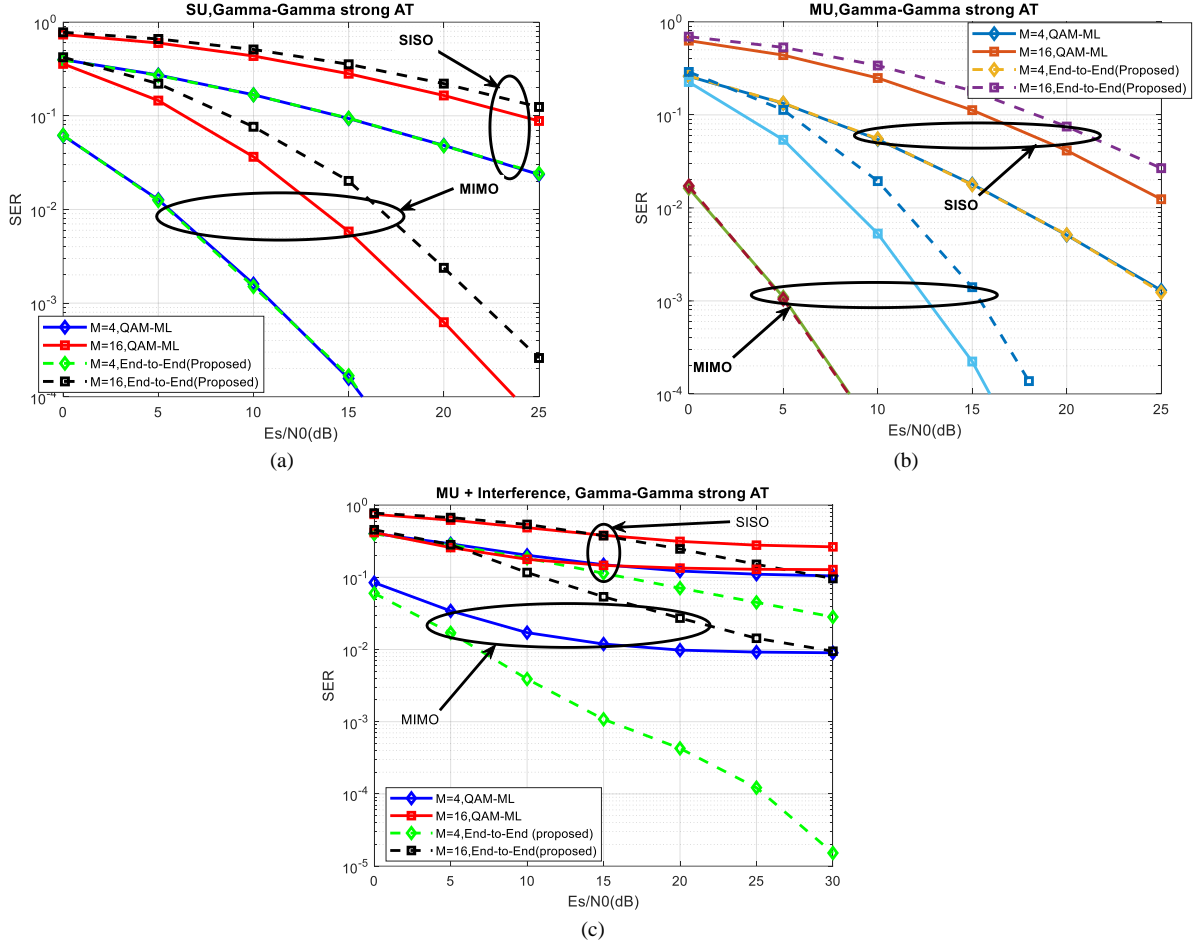 SU,Gamma-Gamma strong AT
10^0
10^-1
10^-2
10^-3
10^-4
SER
SISO
MIMO
M=4,QAM-ML
M=16,QAM-ML
M=4,End-to-End(Proposed)
M=16,End-to-End(Proposed)
0 5 10 15 20 25
Es/N0(dB)
(a)
MU,Gamma-Gamma strong AT
10^0
10^-1
10^-2
10^-3
10^-4
SER
M=4,QAM-ML
M=16,QAM-ML
M=4,End-to-End(Proposed)
M=16,End-to-End(Proposed)
SISO
MIMO
0 5 10 15 20 25
Es/N0(dB)
(b)
MU + Interference, Gamma-Gamma strong AT
10^0
10^-1
10^-2
10^-3
10^-4
10^-5
SER
SISO
MIMO
M=4,QAM-ML
M=16,QAM-ML
M=4,End-to-End (proposed)
M=16,End-to-End(proposed)
0 5 10 15 20 25 30
Es/N0(dB)
(c)